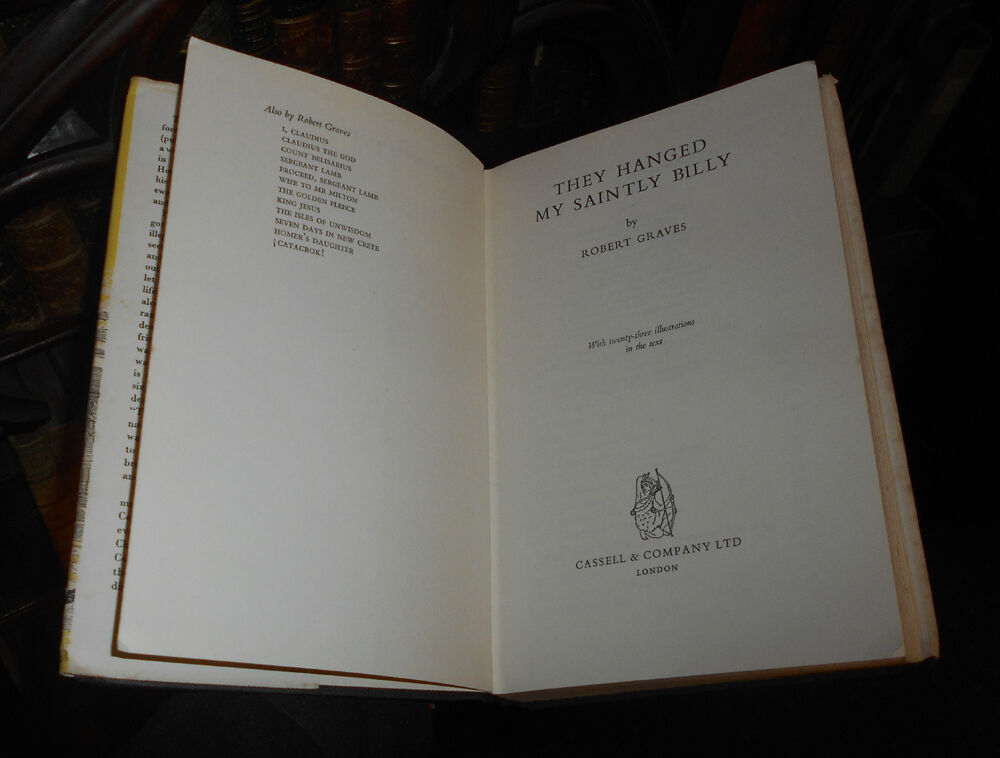 Also by Robert Graves
I, CLAUDIUS
CLAUDIUS THE GOD
COUNT BELISARIUS
SERGEANT LAMB
PROCEED, SERGEANT LAMB
WIFE TO MR MILTON
THE GOLDEN FLEECE
KING JESUS
THE ISLES OF UNWISDOM
SEVEN DAYS IN NEW CRETE
HOMER'S DAUGHTER
¡CATACROK!
THEY HANGED
MY SAINTLY BILLY
by
ROBERT GRAVES
With twenty-three illustrations
in the text
CASSELL & COMPANY LTD
LONDON